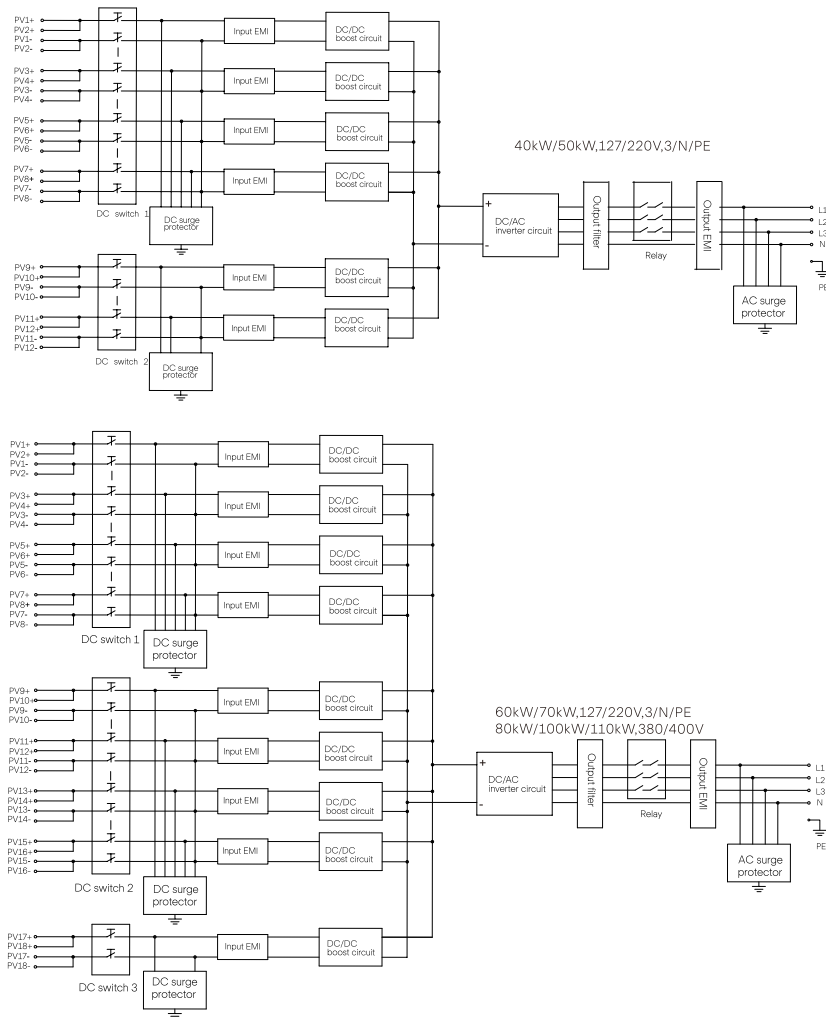 PV1+
PV2+
PV1-
PV2-
Input EMI
DC/DC
boost circuit
PV3+
PV4+
PV3-
PV4-
Input EMI
DC/DC
boost circuit
PV5+
PV6+
PV5-
PV6-
Input EMI
DC/DC
boost circuit
PV7+
PV8+
PV7-
PV8-
Input EMI
DC/DC
boost circuit
DC switch 1
DC surge
protector
40kW/50kW,127/220V,3/N/PE
+
-
DC/AC
inverter circuit
Output filter
Relay
Output EMI
L1
L2
L3
N
PE
AC surge
protector
PV9+
PV10+
PV9-
PV10-
Input EMI
DC/DC
boost circuit
PV11+
PV12+
PV11-
PV12-
Input EMI
DC/DC
boost circuit
DC switch 2
DC surge
protector
PV1+
PV2+
PV1-
PV2-
Input EMI
DC/DC
boost circuit
PV3+
PV4+
PV3-
PV4-
Input EMI
DC/DC
boost circuit
PV5+
PV6+
PV5-
PV6-
Input EMI
DC/DC
boost circuit
PV7+
PV8+
PV7-
PV8-
Input EMI
DC/DC
boost circuit
DC switch 1
DC surge
protector
PV9+
PV10+
PV9-
PV10-
Input EMI
DC/DC
boost circuit
PV11+
PV12+
PV11-
PV12-
Input EMI
DC/DC
boost circuit
PV13+
PV14+
PV13-
PV14-
Input EMI
DC/DC
boost circuit
PV15+
PV16+
PV15-
PV16-
Input EMI
DC/DC
boost circuit
DC switch 2
DC surge
protector
60kW/70kW,127/220V,3/N/PE
80kW/100kW/110kW,380/400V
+
-
DC/AC
inverter circuit
Output filter
Relay
Output EMI
L1
L2
L3
N
PE
AC surge
protector
PV17+
PV18+
PV17-
PV18-
Input EMI
DC/DC
boost circuit
DC switch 3
DC surge
protector